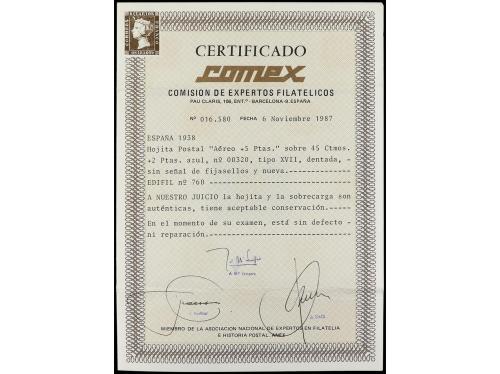 CERTIFICADO
comex
COMISION DE EXPERTOS FILATELICOS
PAU CLARIS, 106, ENT.º - BARCELONA-9. ESPAÑA
Nº 016.580 FECHA 6 Noviembre 1987
ESPAÑA 1938
Hojita Postal "Aéreo +5 Ptas." sobre 45 Ctmos.
+2 Ptas. azul, nº 00320, tipo XVII, dentada, -
sin señal de fijasellos y nueva.--------------
EDIFIL nº 760 --------------------------------
A NUESTRO JUICIO la hojita y la sobrecarga son
auténticas, tiene aceptable conservación.-----
En el momento de su examen, está sin defecto -
ni reparación.--------------------------------
MIEMBRO DE LA ASOCIACION NACIONAL DE EXPERTOS EN FILATELIA
E HISTORIA POSTAL. ANEF